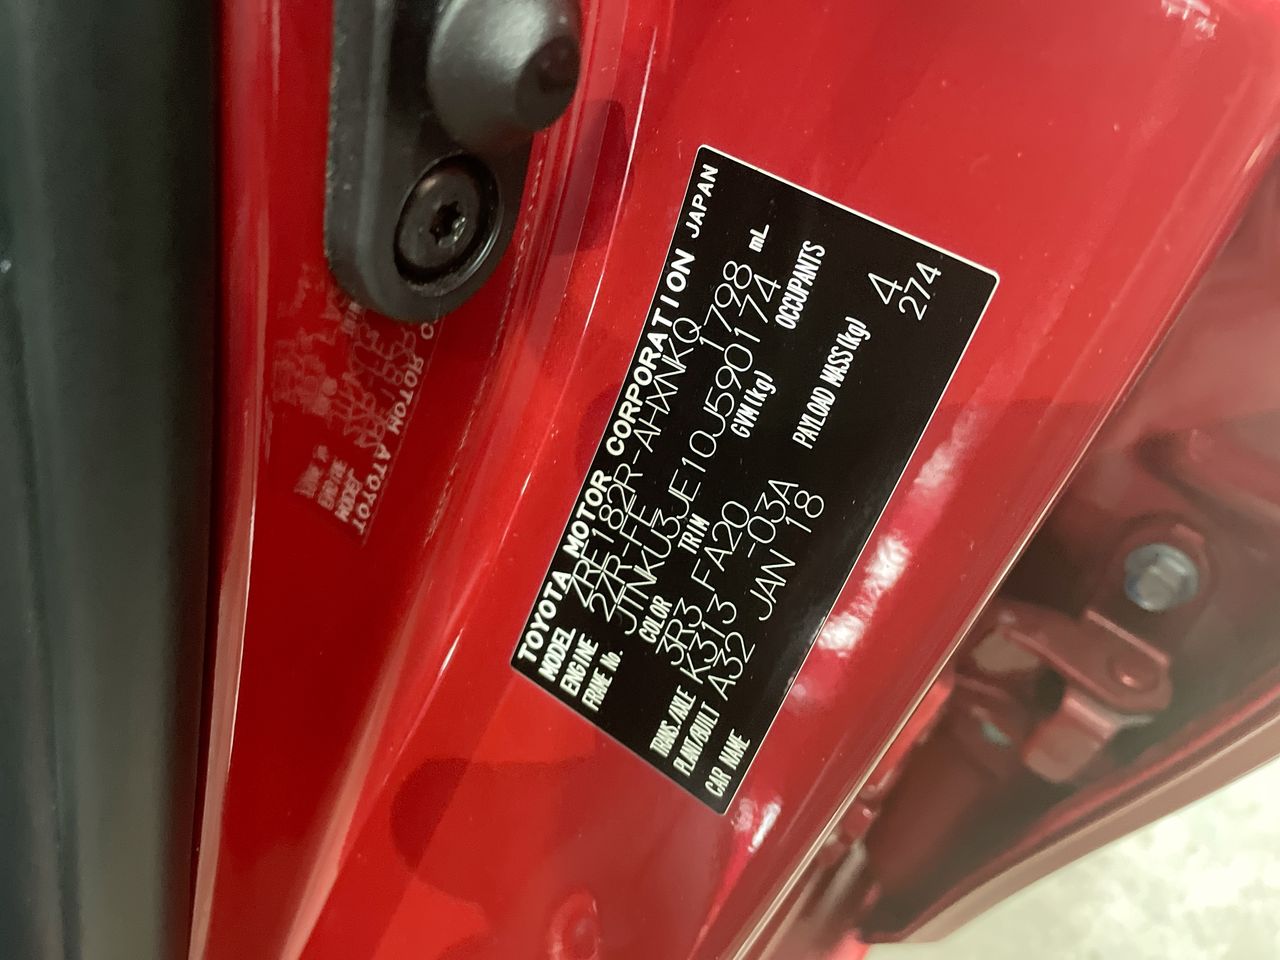 TOYOTA MOTOR CORPORATION JAPAN
MODEL ZRE182R-AHXNKQ
ENGINE 2ZR-FE 1798 mL
FRAME No. JTNKU3JE10J590174
COLOR TRIM GVM(kg) OCCUPANTS
3R3 FA20 4
TRANS/AXLE K313 -03A PAYLOAD MASS(kg) 274
PLANT/BUILT A32 JAN 18
CAR NAME